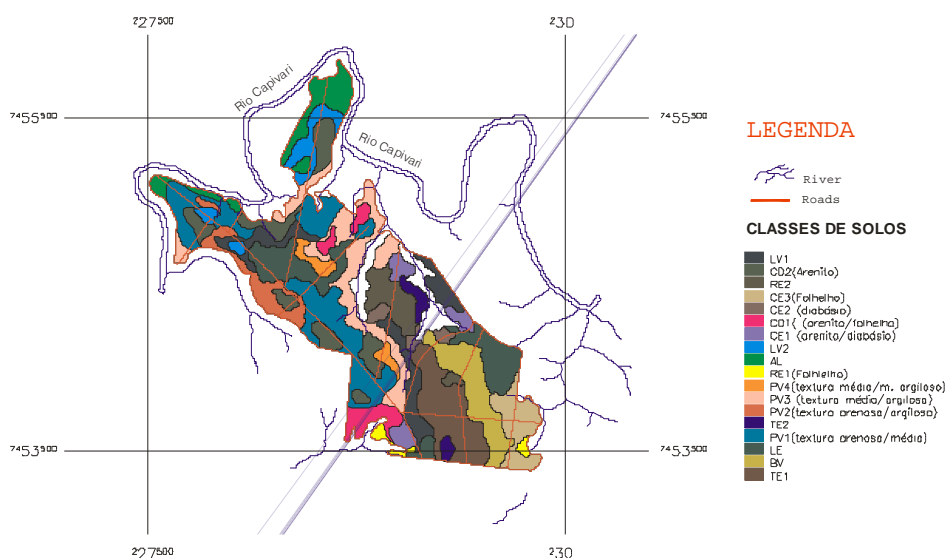 227500
230
Rio Capivari
Rio Capivari
7455500
7455500
LEGENDA
River
Roads
CLASSES DE SOLOS
LV1
CD2(Arenito)
RE2
CE3(Folhelho)
CE2 (diabásio)
CD1( (arenito/folhelho)
CE1 (arenito/diabásio)
LV2
AL
RE1(Folhelho)
PV4(textura média/m. argiloso)
PV3 (textura média/argilosa)
PV2(textura arenosa/argilosa)
TE2
PV1(textura arenosa/média)
LE
BV
TE1
7453500
7453500
227500
230